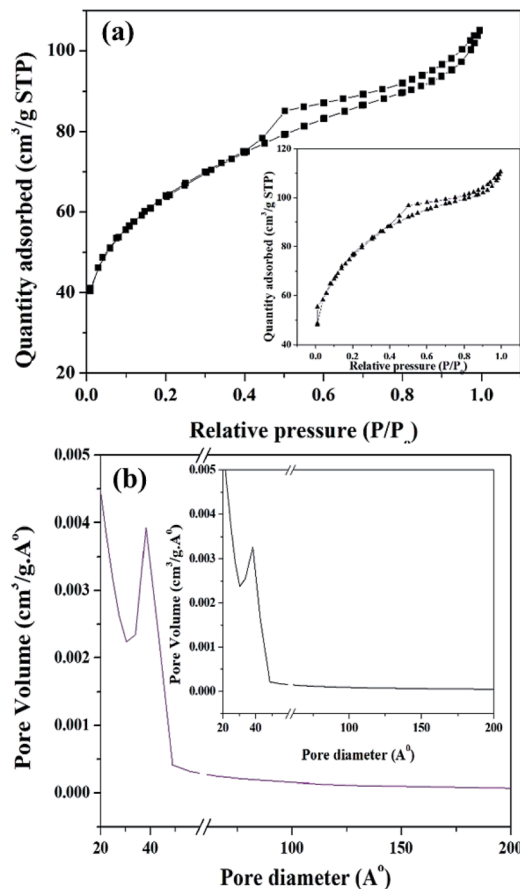 (a)
Quantity adsorbed (cm³/g STP)
100
80
60
40
20
0.0 0.2 0.4 0.6 0.8 1.0
Relative pressure (P/Pₒ)
Quantity adsorbed (cm³/g STP)
120
100
80
60
40
0.0 0.2 0.4 0.6 0.8 1.0
Relative pressure (P/Pₒ)
(b)
Pore Volume (cm³/g.A°)
0.005
0.004
0.003
0.002
0.001
0.000
20 40 100 150 200
Pore diameter (A°)
Pore Volume (cm³/g.A⁰)
0.005
0.004
0.003
0.002
0.001
0.000
20 40 100 150 200
Pore diameter (A⁰)